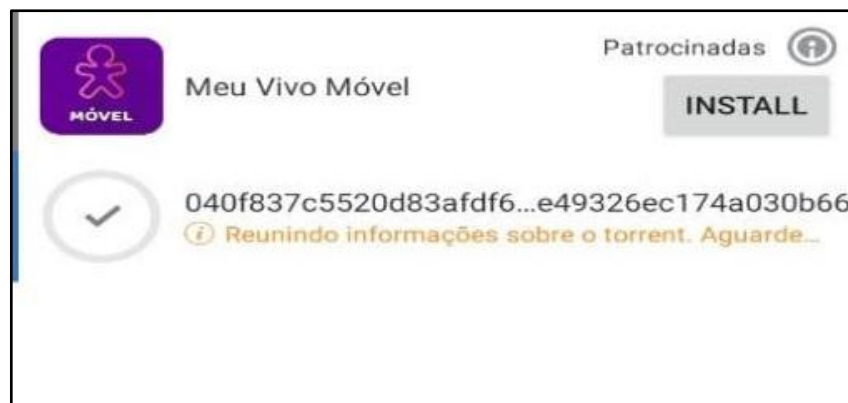 Patrocinadas
Meu Vivo Móvel
INSTALL
MÓVEL
040f837c5520d83afdf6...e49326ec174a030b66
Reunindo informações sobre o torrent. Aguarde...